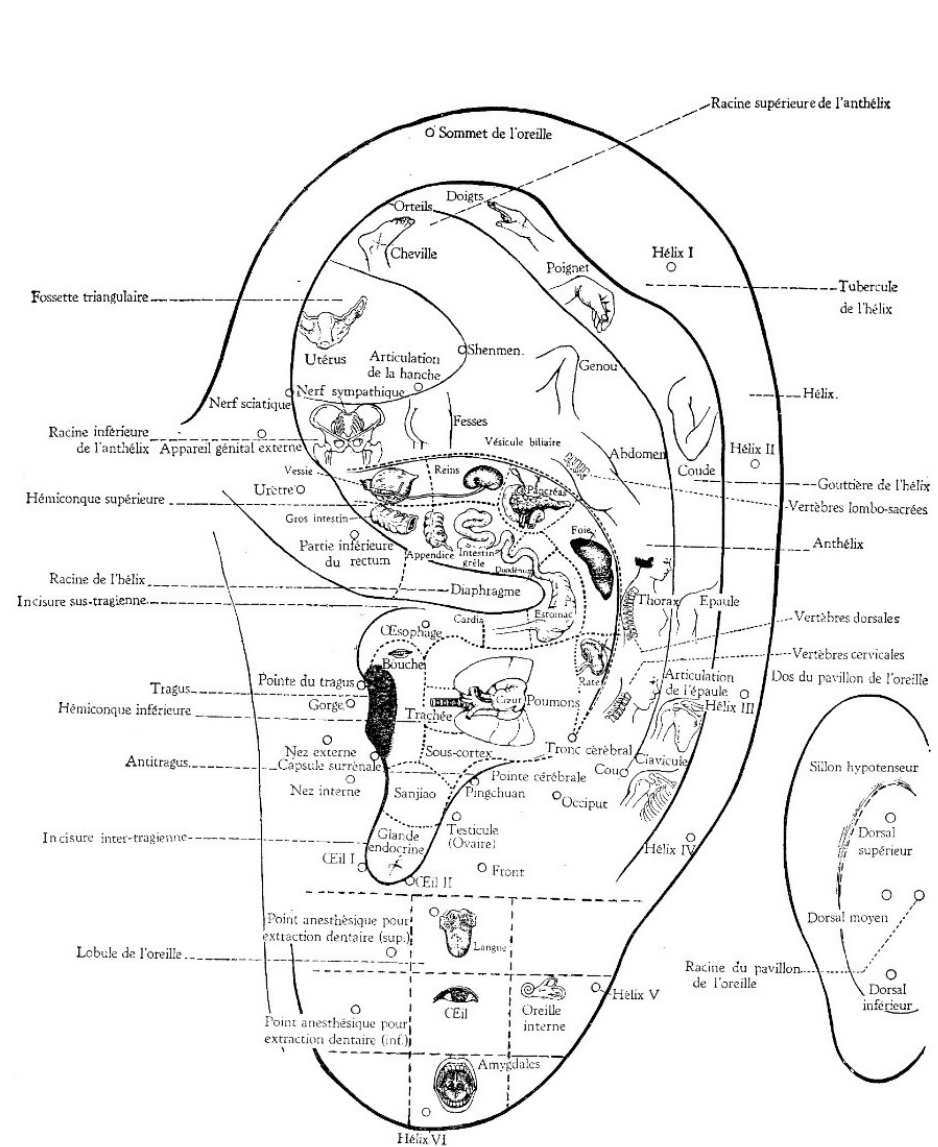 Racine supérieure de l'anthélix
Sommet de l'oreille
Doigts
Orteils
Cheville
Hélix I
Poignet
Fossette triangulaire
Tubercule
de l'hélix
Utérus
Articulation
de la hanche
Shenmen.
Genou
Nerf sympathique
Nerf sciatique
Hélix.
Fesses
Racine inférieure
de l'anthélix
Appareil génital externe
Vésicule biliaire
Abdomen
Hélix II
Coude
Vessie
Reins
Gouttière de l'hélix
Urètre
Pancréas
Hémiconque supérieure
Vertèbres lombo-sacrées
Gros intestin
Foie
Partie inférieure
du rectum
Appendice
Intestin
grêle
Duodénum
Anthélix
Racine de l'hélix
Diaphragme
Incisure sus-tragienne
Estomac
Thorax
Epaule
Cardia
Vertèbres dorsales
Œsophage
Bouche
Vertèbres cervicales
Dos du pavillon de l'oreille
Pointe du tragus
Rate
Articulation
de l'épaule
Tragus
Hélix III
Gorge
Cœur
Poumons
Hémiconque inférieure
Trachée
Nez externe
Sous-cortex
Tronc cérébral
Antitragus
Capsule surrénale
Clavicule
Sillon hypotenseur
Nez interne
Sanjiao
Pointe cérébrale
Pingchuan
Cou
Occiput
Incisure inter-tragienne
Glande
endocrine
Testicule
(Ovaire)
Dorsal
supérieur
Hélix IV
Œil I
Œil II
Front
Point anesthésique pour
extraction dentaire (sup.)
Langue
Dorsal moyen
Lobule de l'oreille
Racine du pavillon
de l'oreille
Hélix V
Œil
Oreille
interne
Dorsal
inférieur
Point anesthésique pour
extraction dentaire (inf.)
Amygdales
Hélix VI